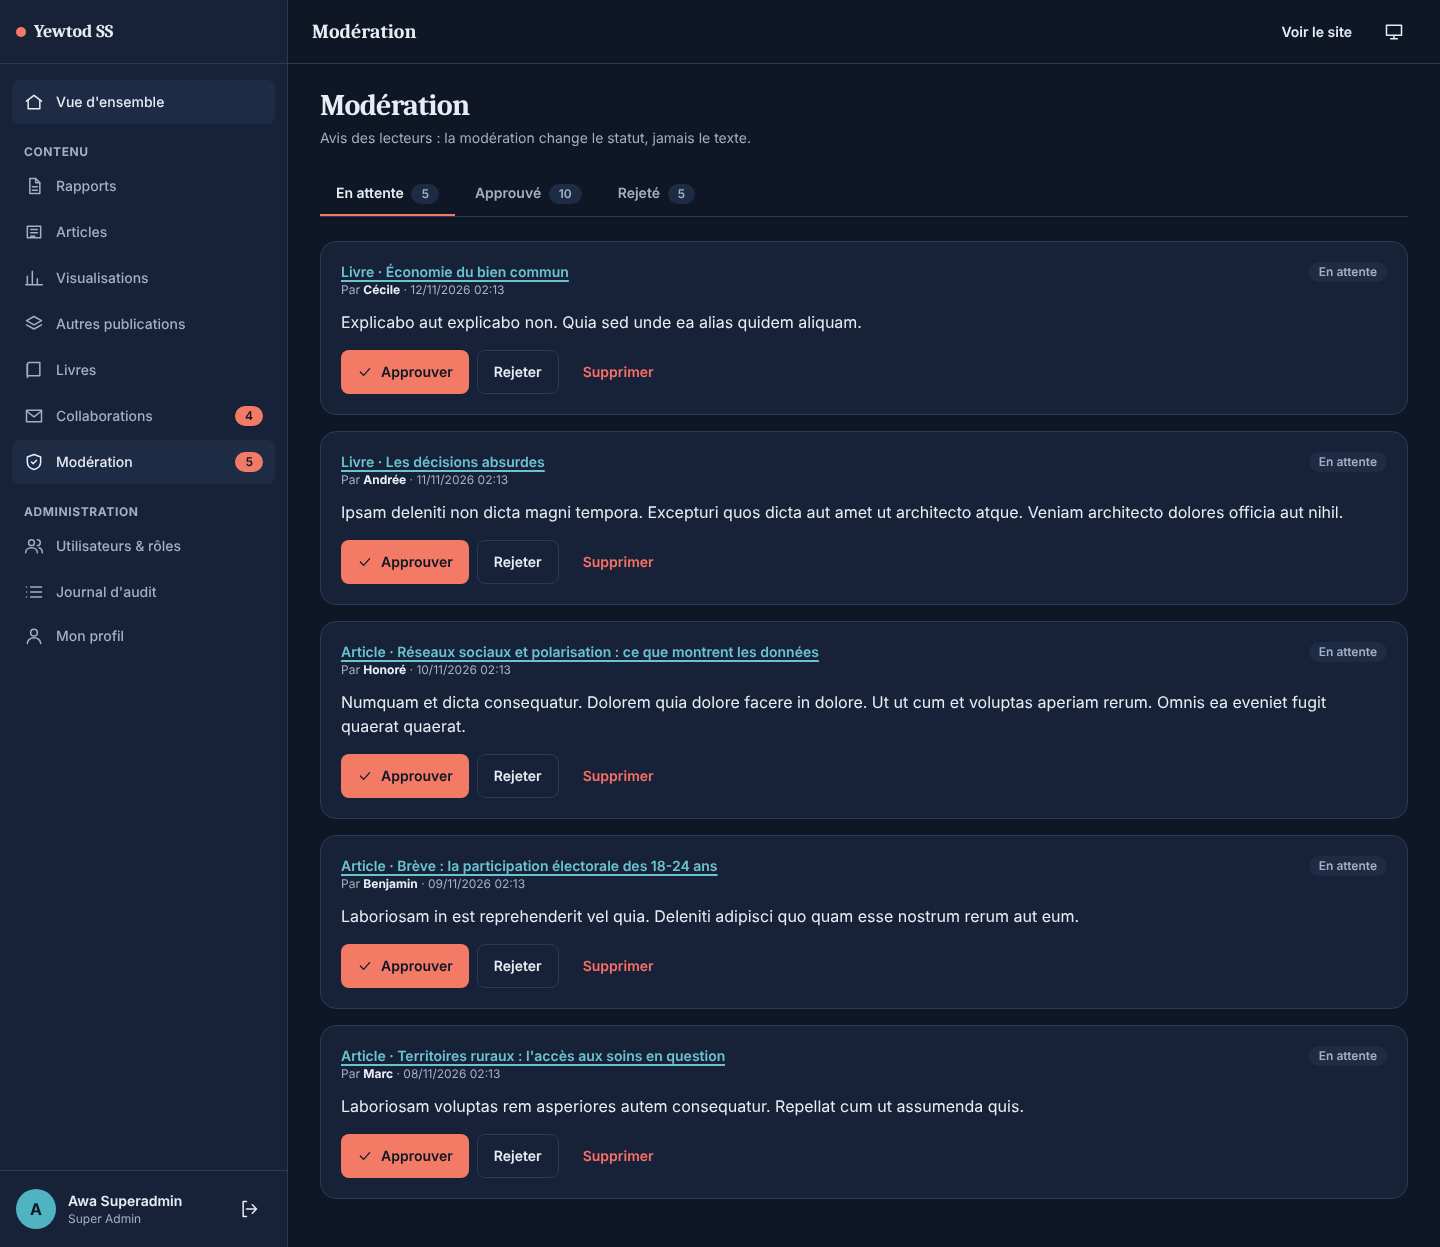 Yewtod SS
Modération
Voir le site
Vue d'ensemble
CONTENU
Rapports
Articles
Visualisations
Autres publications
Livres
Collaborations 4
Modération 5
ADMINISTRATION
Utilisateurs & rôles
Journal d'audit
Mon profil
A
Awa Superadmin
Super Admin
Modération
Avis des lecteurs : la modération change le statut, jamais le texte.
En attente 5 Approuvé 10 Rejeté 5
Livre · Économie du bien commun En attente
Par Cécile · 12/11/2026 02:13
Explicabo aut explicabo non. Quia sed unde ea alias quidem aliquam.
Approuver Rejeter Supprimer
Livre · Les décisions absurdes En attente
Par Andrée · 11/11/2026 02:13
Ipsam deleniti non dicta magni tempora. Excepturi quos dicta aut amet ut architecto atque. Veniam architecto dolores officia aut nihil.
Approuver Rejeter Supprimer
Article · Réseaux sociaux et polarisation : ce que montrent les données En attente
Par Honoré · 10/11/2026 02:13
Numquam et dicta consequatur. Dolorem quia dolore facere in dolore. Ut ut cum et voluptas aperiam rerum. Omnis ea eveniet fugit
quaerat quaerat.
Approuver Rejeter Supprimer
Article · Brève : la participation électorale des 18-24 ans En attente
Par Benjamin · 09/11/2026 02:13
Laboriosam in est reprehenderit vel quia. Deleniti adipisci quo quam esse nostrum rerum aut eum.
Approuver Rejeter Supprimer
Article · Territoires ruraux : l'accès aux soins en question En attente
Par Marc · 08/11/2026 02:13
Laboriosam voluptas rem asperiores autem consequatur. Repellat cum ut assumenda quis.
Approuver Rejeter Supprimer